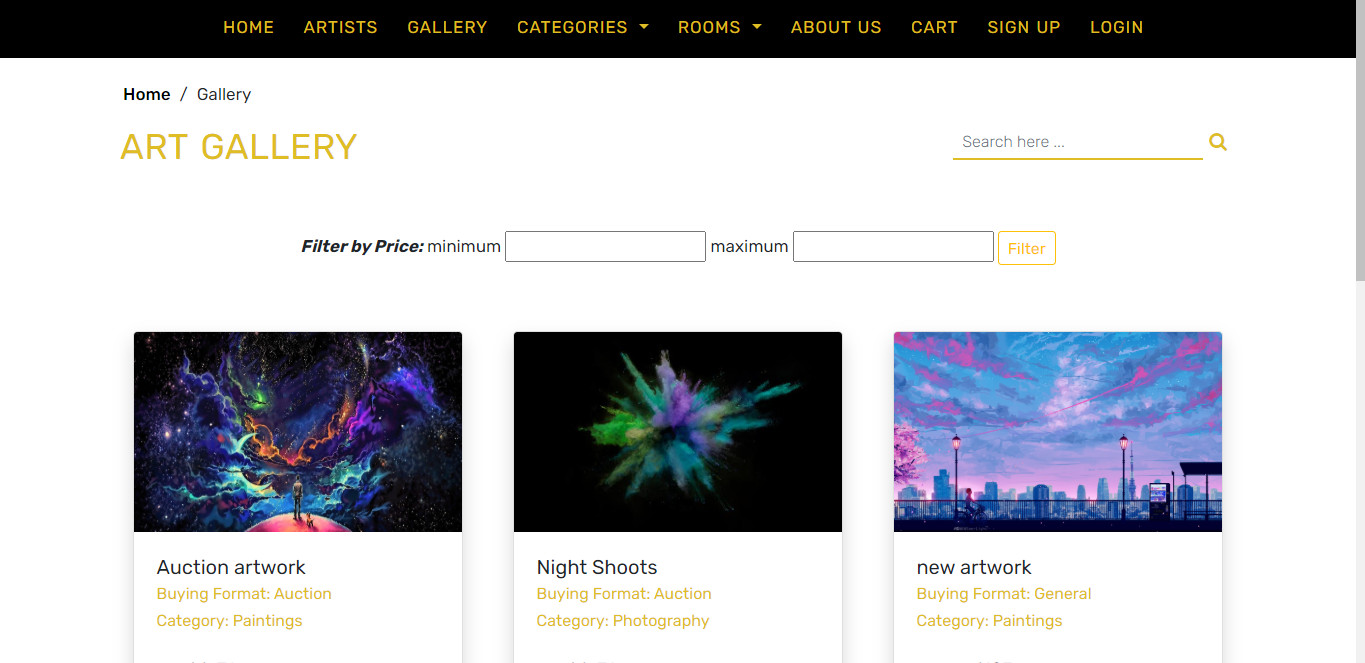 HOME ARTISTS GALLERY CATEGORIES ROOMS ABOUT US CART SIGN UP LOGIN
Home / Gallery
ART GALLERY
Search here ...
Filter by Price: minimum maximum Filter
Auction artwork
Buying Format: Auction
Category: Paintings
Night Shoots
Buying Format: Auction
Category: Photography
new artwork
Buying Format: General
Category: Paintings